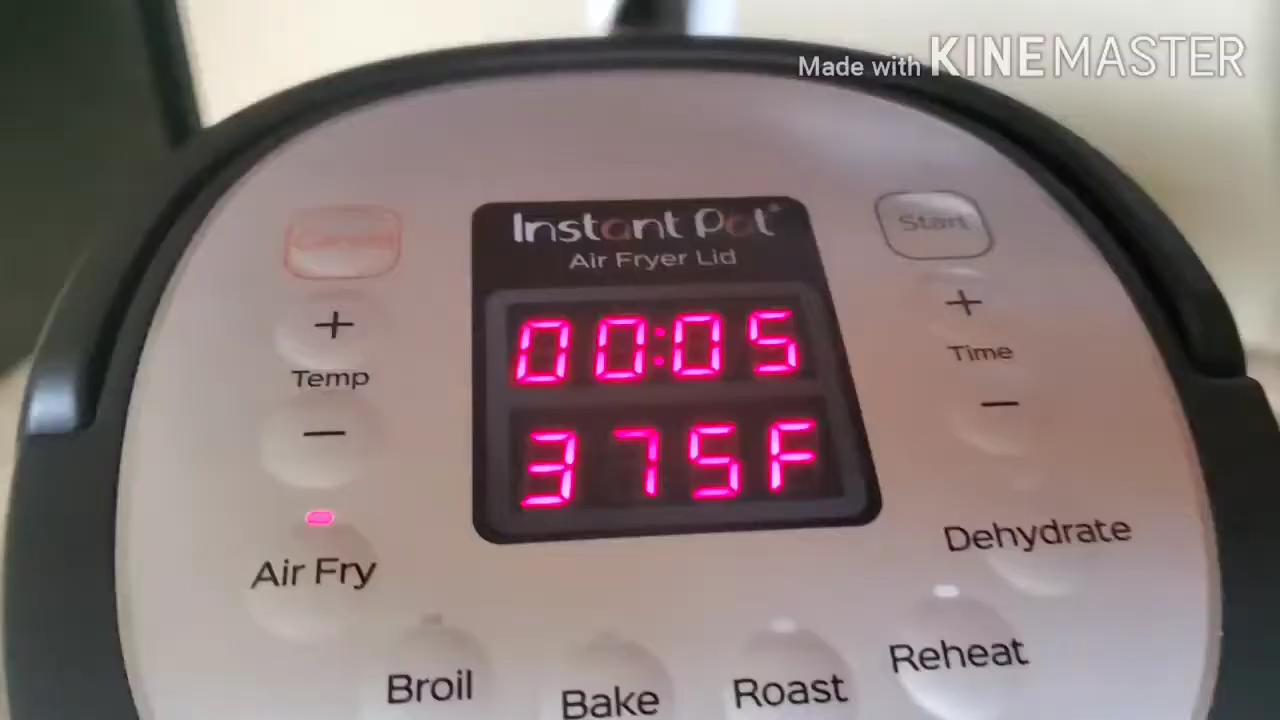 Made with KINEMASTER
Instant Pot®
Air Fryer Lid
Cancel
Start
00:05
375F
+
Temp
−
+
Time
−
Air Fry
Broil
Bake
Roast
Reheat
Dehydrate